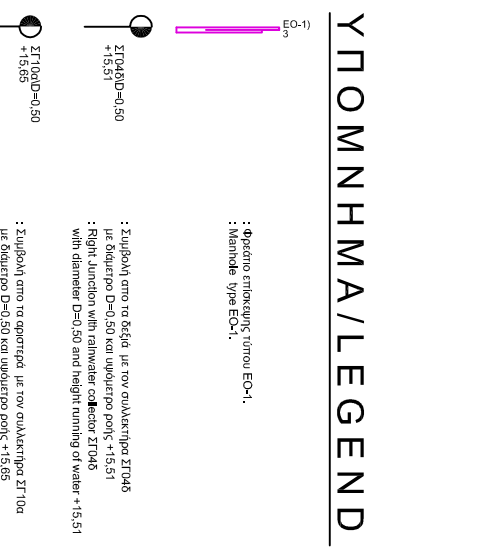 ΥΠΟΜΝΗΜΑ/LEGEND
EO-1)
3
: Φρεάτιο επίσκεψης τύπου ΕΟ-1.
: Manhole type EO-1.
ΣΓ04δ\D=0,50
+15,51
: Συμβολή απο τα δεξιά με τον συλλεκτήρα ΣΓ04δ
με διάμετρο D=0,50 και υψόμετρο ροής +15,51
: Right Junction with rainwater collector ΣΓ04δ
with diameter D=0,50 and height running of water +15,51
ΣΓ10α\D=0,50
+15,65
: Συμβολή απο τα αριστερά με τον συλλεκτήρα ΣΓ10α
με διάμετρο D=0,50 και υψόμετρο ροής +15,65